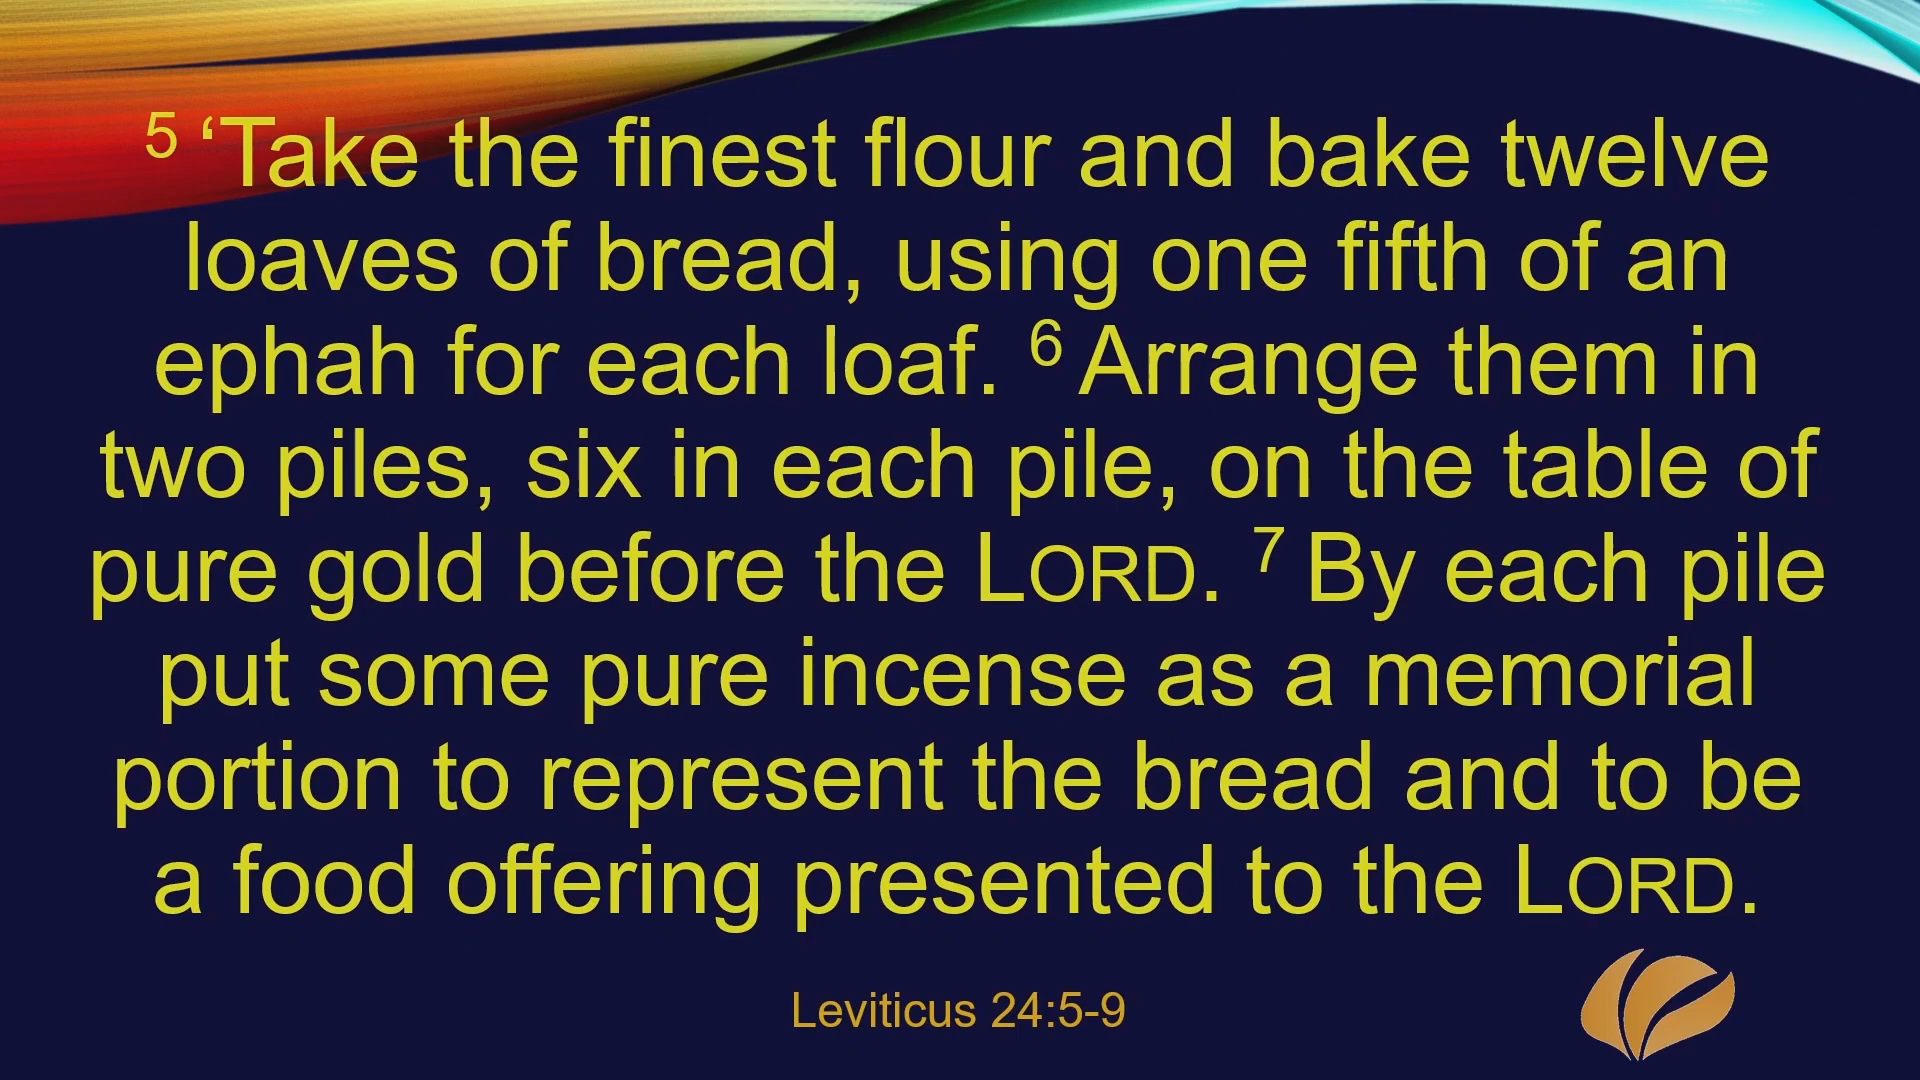 5 ‘Take the finest flour and bake twelve
loaves of bread, using one fifth of an
ephah for each loaf. 6 Arrange them in
two piles, six in each pile, on the table of
pure gold before the LORD. 7 By each pile
put some pure incense as a memorial
portion to represent the bread and to be
a food offering presented to the LORD.
Leviticus 24:5-9